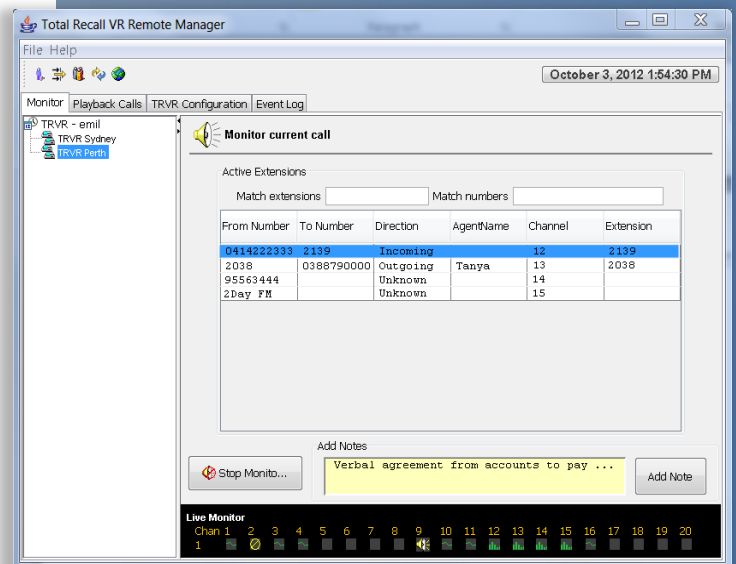 Total Recall VR Remote Manager
File Help
October 3, 2012 1:54:30 PM
Monitor Playback Calls TRVR Configuration Event Log
TRVR - emil
TRVR Sydney
TRVR Perth
Monitor current call
Active Extensions
Match extensions Match numbers
From Number To Number Direction AgentName Channel Extension
0414222333 2139 Incoming 12 2139
2038 0388790000 Outgoing Tanya 13 2038
95563444 Unknown 14
2Day FM Unknown 15
Add Notes
Stop Monito... Verbal agreement from accounts to pay ... Add Note
Live Monitor
Chan 1 2 3 4 5 6 7 8 9 10 11 12 13 14 15 16 17 18 19 20
1